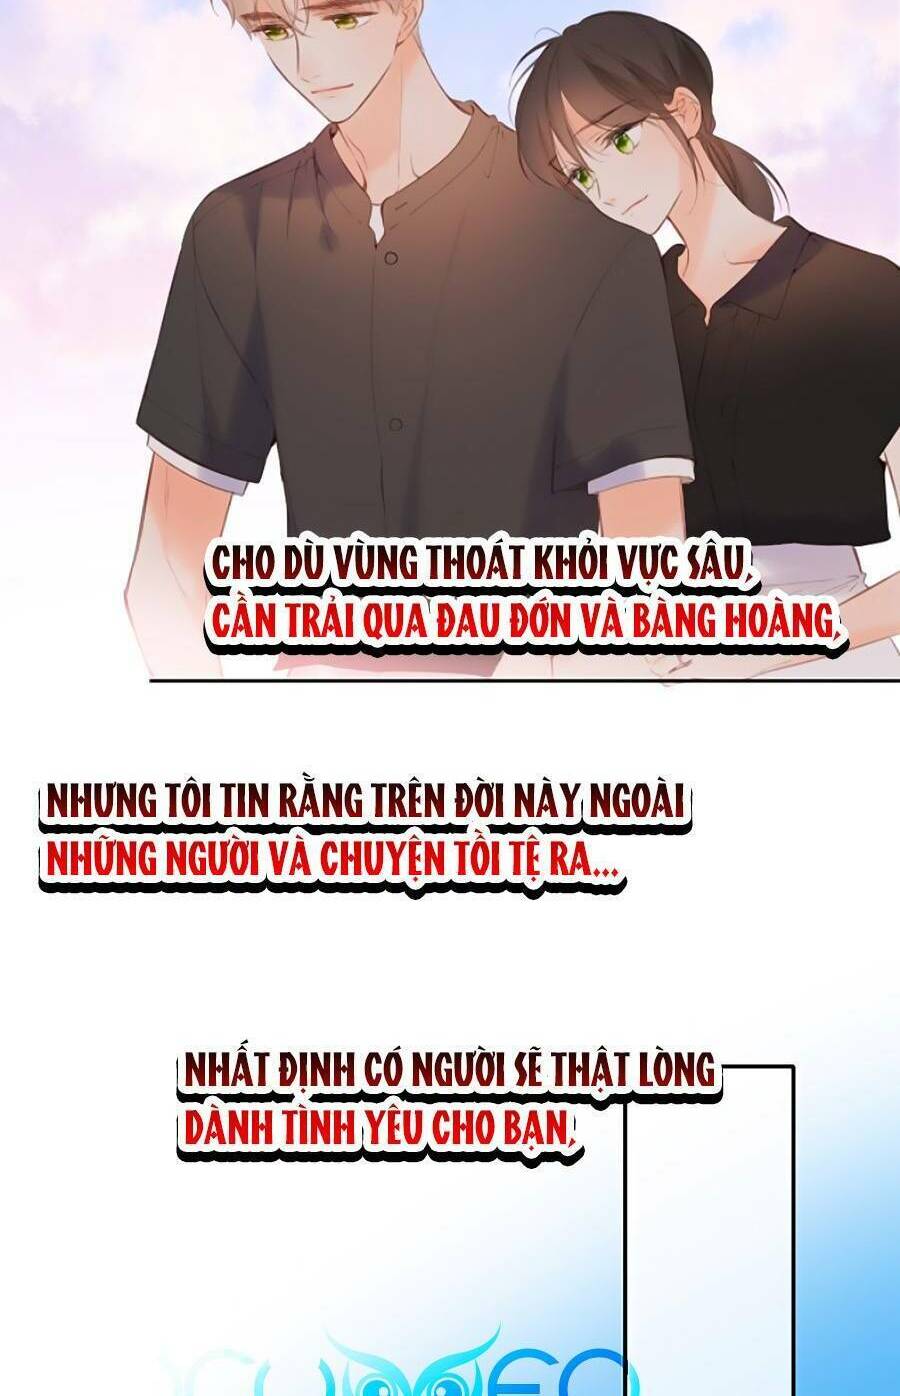 CHO DÙ VÙNG THOÁT KHỎI VỰC SÂU,
CẦN TRẢI QUA ĐAU ĐỚN VÀ BÀNG HOÀNG,
NHƯNG TÔI TIN RẰNG TRÊN ĐỜI NÀY NGOÀI
NHỮNG NGƯỜI VÀ CHUYỆN TỒI TỆ RA...
NHẤT ĐỊNH CÓ NGƯỜI SẼ THẬT LÒNG
DÀNH TÌNH YÊU CHO BẠN,